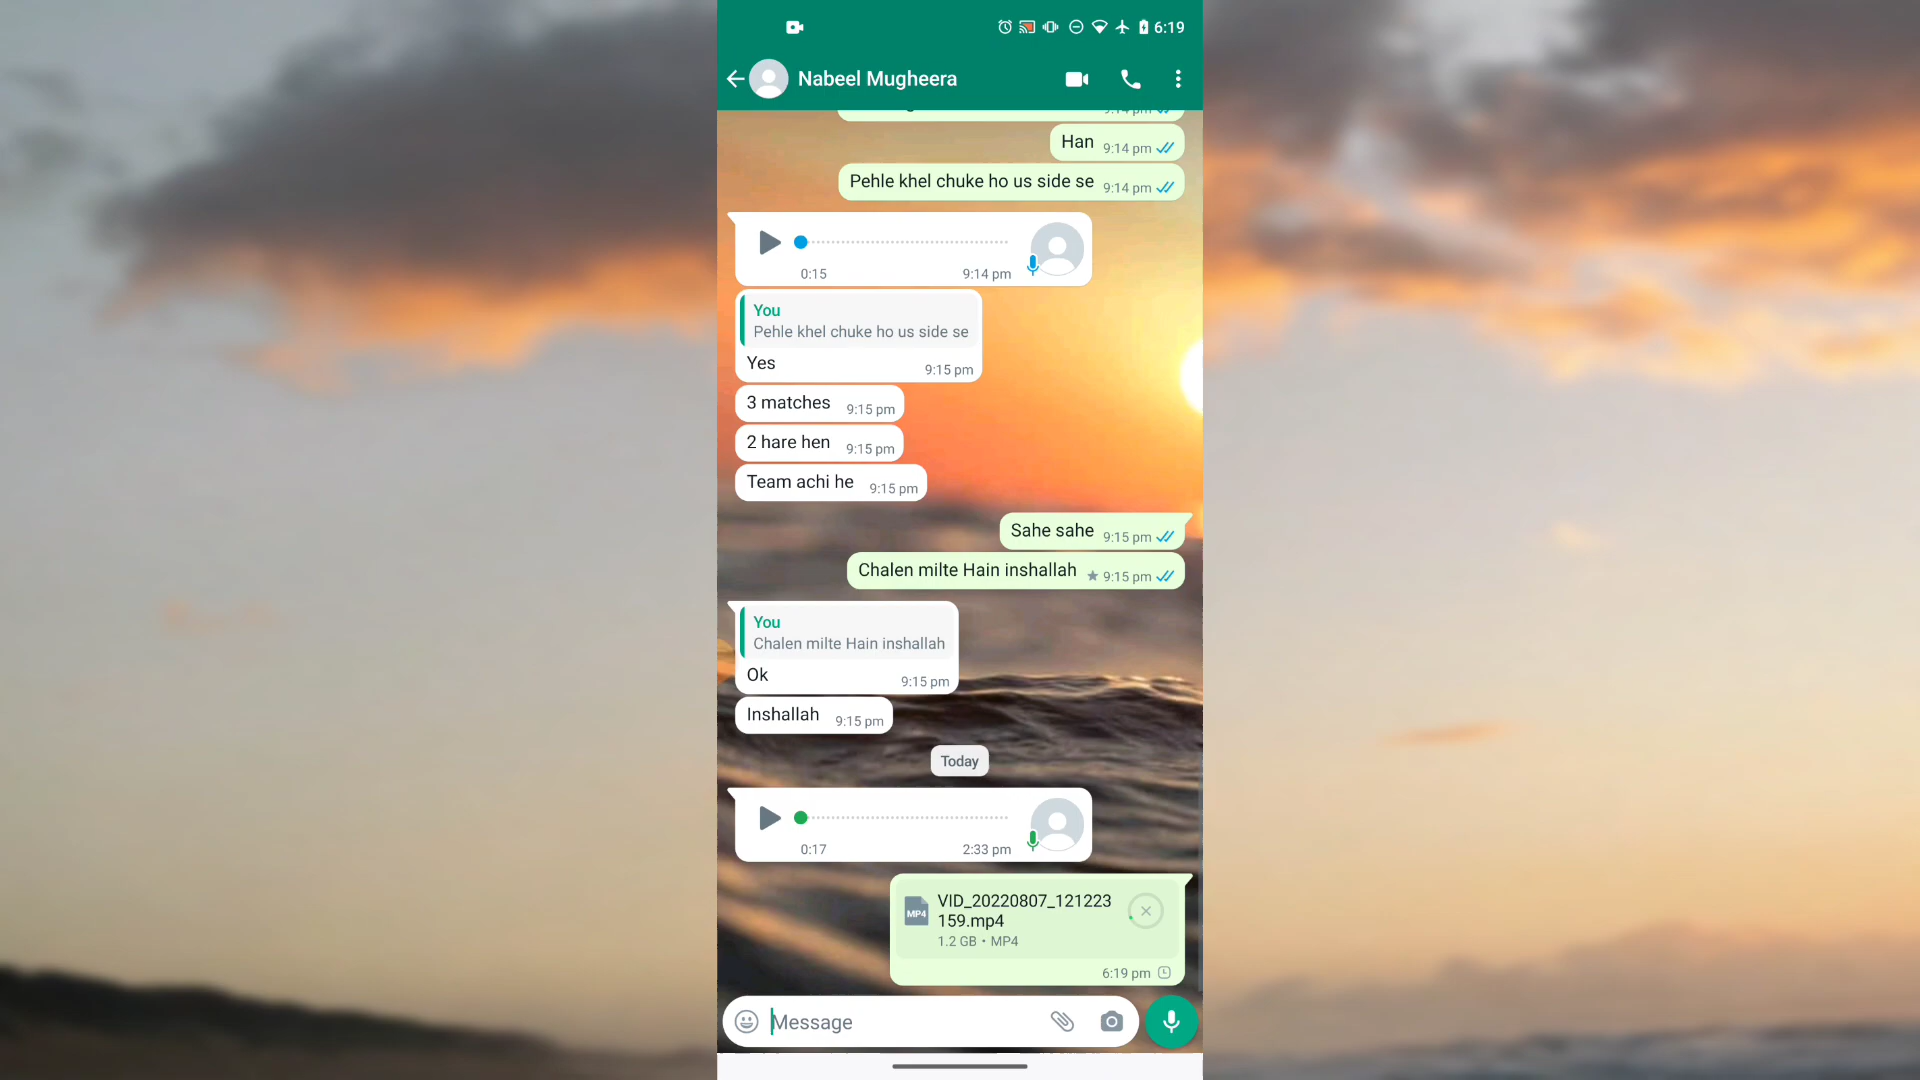 6:19
Nabeel Mugheera
9:14 pm
Han 9:14 pm
Pehle khel chuke ho us side se 9:14 pm
0:15 9:14 pm
You
Pehle khel chuke ho us side se
Yes 9:15 pm
3 matches 9:15 pm
2 hare hen 9:15 pm
Team achi he 9:15 pm
Sahe sahe 9:15 pm
Chalen milte Hain inshallah 9:15 pm
You
Chalen milte Hain inshallah
Ok 9:15 pm
Inshallah 9:15 pm
Today
0:17 2:33 pm
MP4
VID_20220807_121223
159.mp4
1.2 GB • MP4
6:19 pm
Message